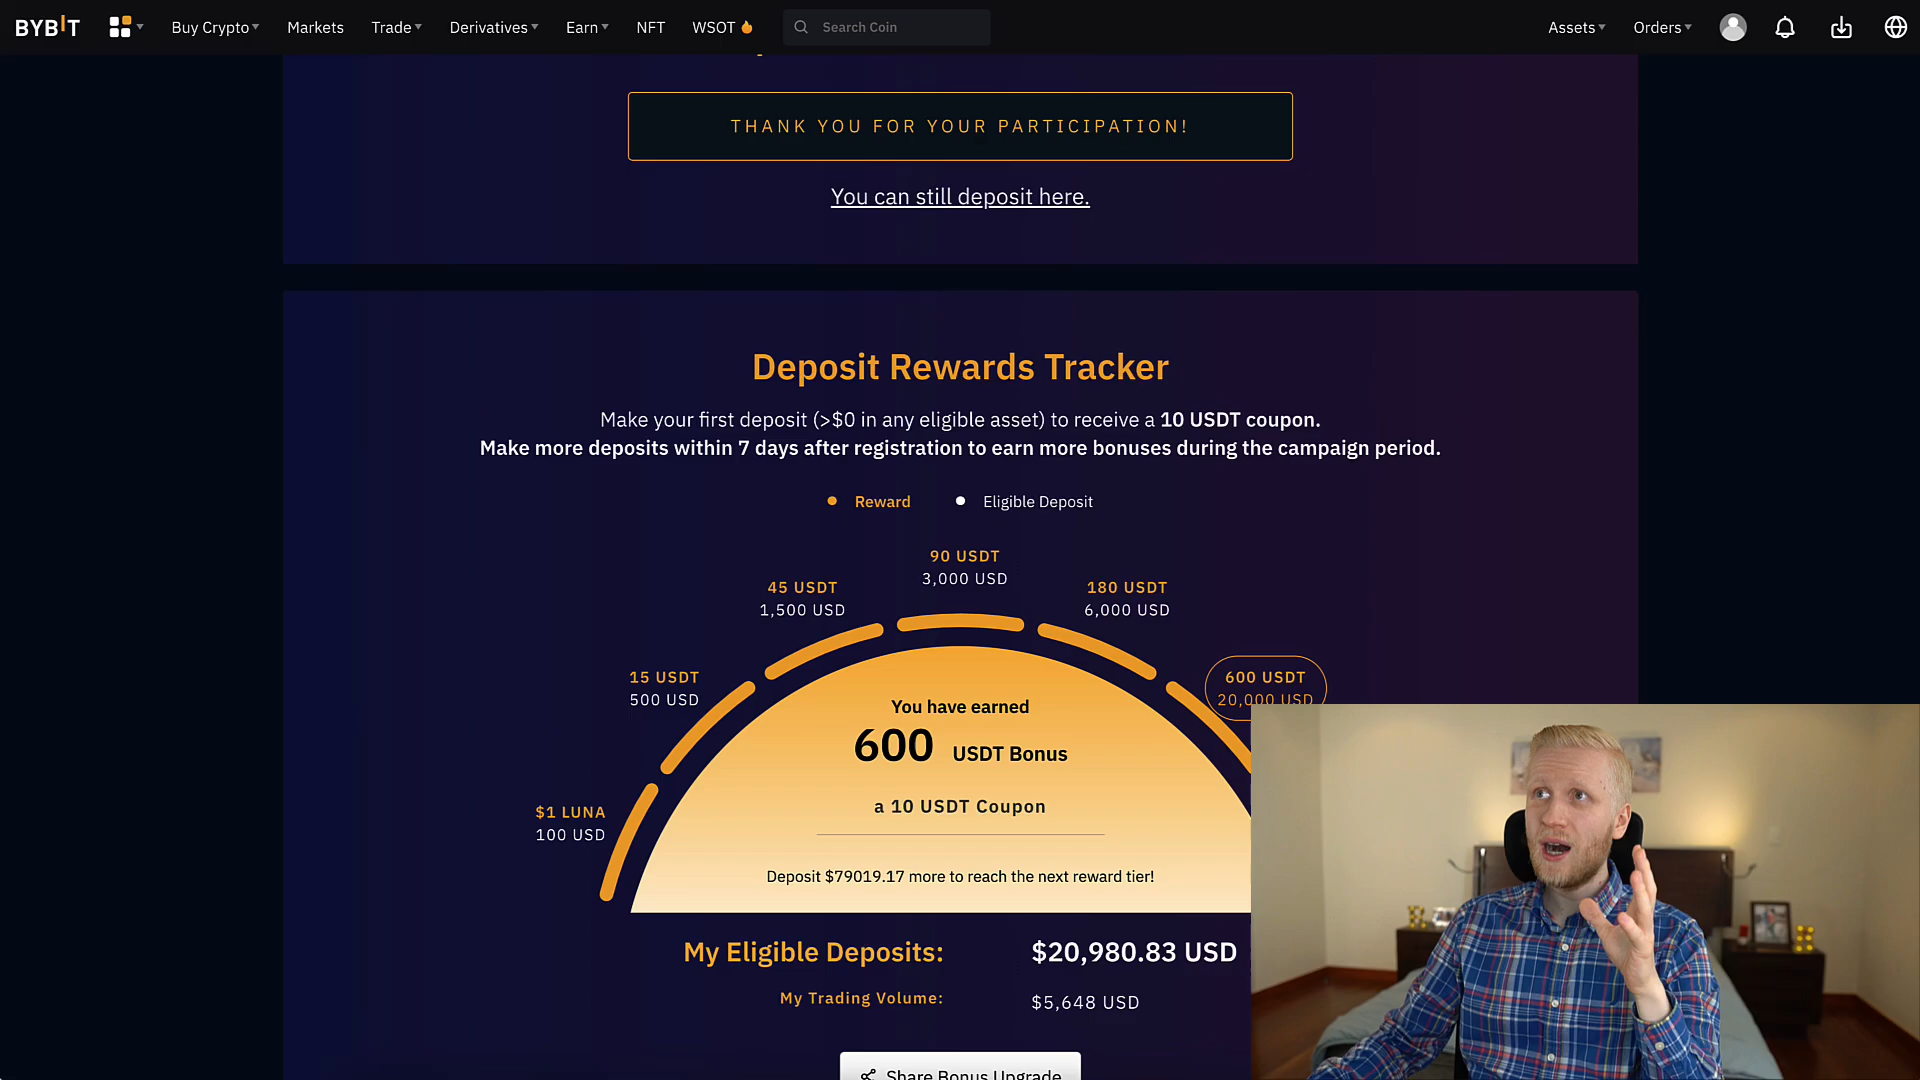 BYBIT
Buy Crypto
Markets
Trade
Derivatives
Earn
NFT
WSOT
Search Coin
Assets
Orders
THANK YOU FOR YOUR PARTICIPATION!
You can still deposit here.
Deposit Rewards Tracker
Make your first deposit (>$0 in any eligible asset) to receive a 10 USDT coupon.
Make more deposits within 7 days after registration to earn more bonuses during the campaign period.
Reward
Eligible Deposit
90 USDT
3,000 USD
45 USDT
1,500 USD
180 USDT
6,000 USD
15 USDT
500 USD
600 USDT
20,000 USD
$1 LUNA
100 USD
You have earned
600 USDT Bonus
a 10 USDT Coupon
Deposit $79019.17 more to reach the next reward tier!
My Eligible Deposits: $20,980.83 USD
My Trading Volume: $5,648 USD
Share Bonus Upgrade